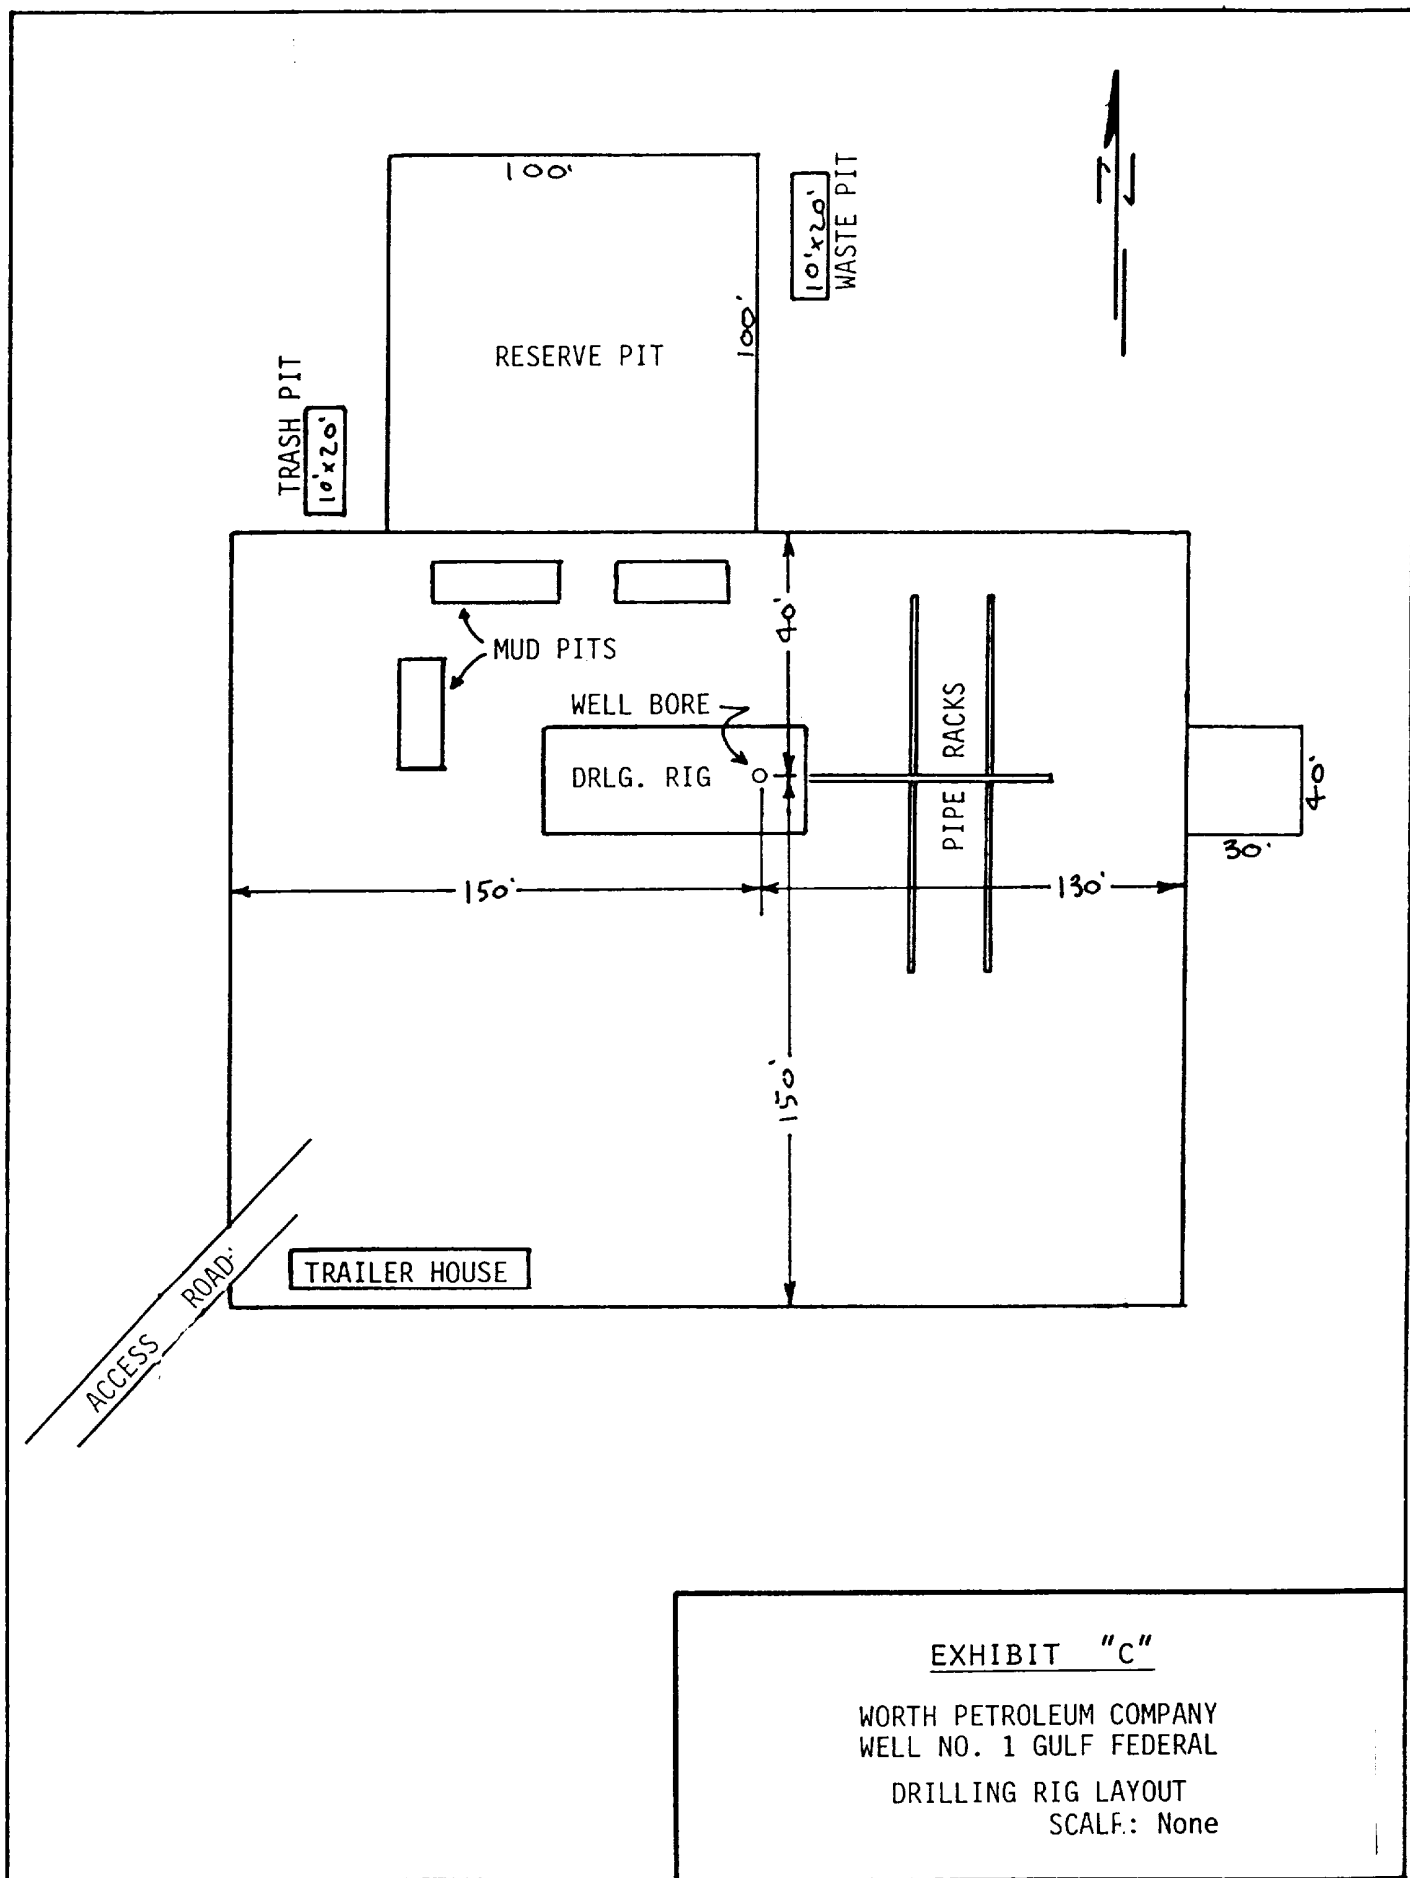 100'
10'x20'
WASTE PIT
N
RESERVE PIT
100'
TRASH PIT
10'x20'
40'
MUD PITS
WELL BORE
DRLG. RIG
PIPE RACKS
40'
30'
150'
130'
150'
ACCESS ROAD
TRAILER HOUSE
EXHIBIT "C"
WORTH PETROLEUM COMPANY
WELL NO. 1 GULF FEDERAL
DRILLING RIG LAYOUT
SCALE: None